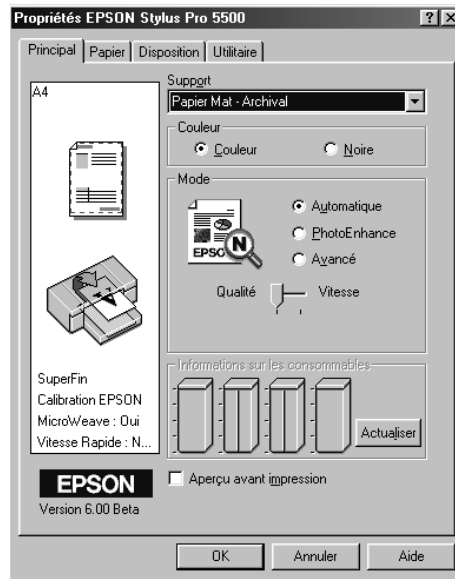 Propriétés EPSON Stylus Pro 5500
Principal
Papier
Disposition
Utilitaire
A4
Support
Papier Mat - Archival
Couleur
Couleur
Noire
Mode
EPSO
N
Automatique
PhotoEnhance
Avancé
Qualité
Vitesse
SuperFin
Calibration EPSON
MicroWeave : Oui
Vitesse Rapide : N...
Informations sur les consommables
Actualiser
EPSON
Version 6.00 Beta
Aperçu avant impression
OK
Annuler
Aide